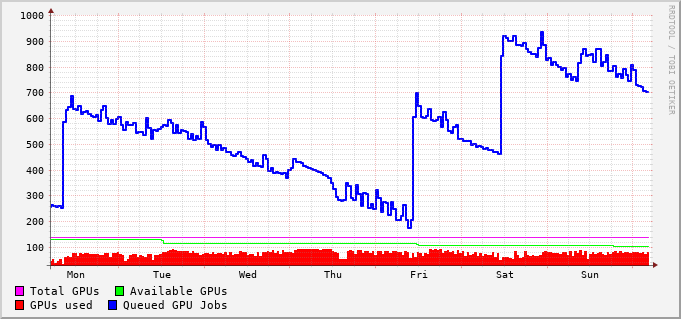 1000
900
800
700
600
500
400
300
200
100
Mon Tue Wed Thu Fri Sat Sun
Total GPUs Available GPUs
GPUs used Queued GPU Jobs
RRDTOOL / TOBI OETIKER